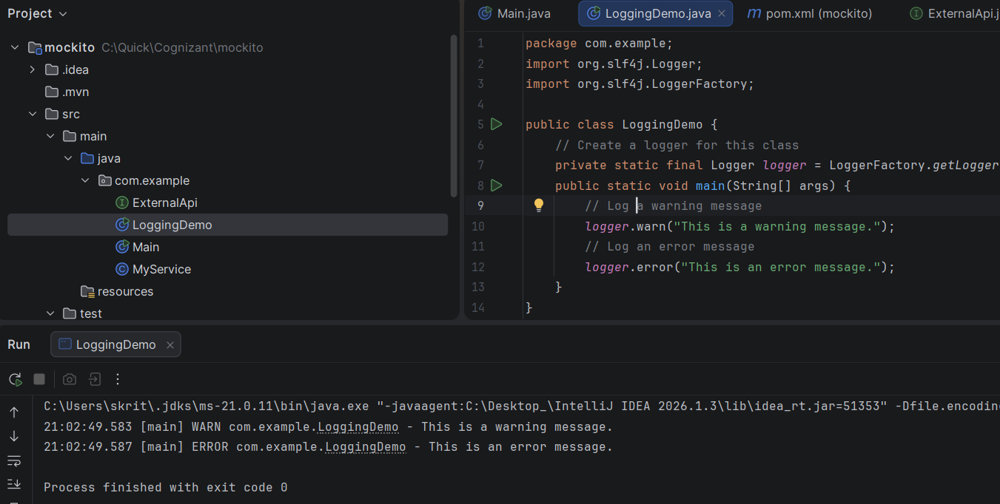 Project
mockito C:\Quick\Cognizant\mockito
.idea
.mvn
src
main
java
com.example
ExternalApi
LoggingDemo
Main
MyService
resources
test
Main.java
LoggingDemo.java
pom.xml (mockito)
ExternalApi.j
1 package com.example;
2 import org.slf4j.Logger;
3 import org.slf4j.LoggerFactory;
4
5 public class LoggingDemo {
6 // Create a logger for this class
7 private static final Logger logger = LoggerFactory.getLogger
8 public static void main(String[] args) {
9 // Log a warning message
10 logger.warn("This is a warning message.");
11 // Log an error message
12 logger.error("This is an error message.");
13 }
14 }
Run LoggingDemo
C:\Users\skrit\.jdks\ms-21.0.11\bin\java.exe "-javaagent:C:\Desktop_\IntelliJ IDEA 2026.1.3\lib\idea_rt.jar=51353" -Dfile.encoding
21:02:49.583 [main] WARN com.example.LoggingDemo - This is a warning message.
21:02:49.587 [main] ERROR com.example.LoggingDemo - This is an error message.
Process finished with exit code 0